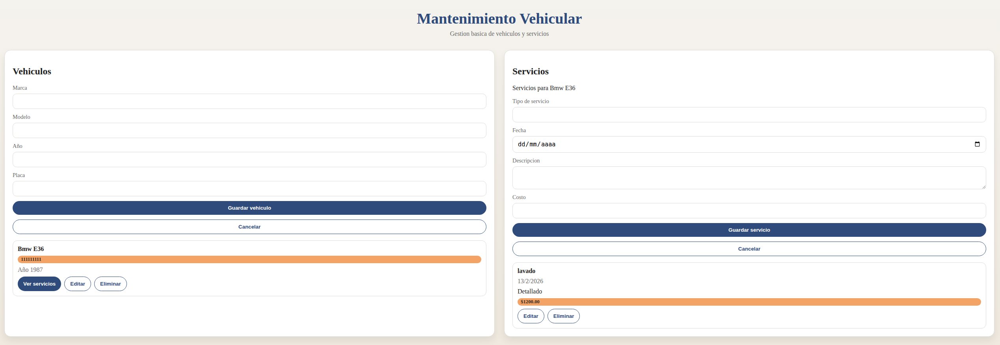 Mantenimiento Vehicular
Gestion basica de vehiculos y servicios
Vehiculos
Marca
Modelo
Año
Placa
Guardar vehiculo
Cancelar
Bmw E36
111111111
Año 1987
Ver servicios Editar Eliminar
Servicios
Servicios para Bmw E36
Tipo de servicio
Fecha
dd/mm/aaaa
Descripcion
Costo
Guardar servicio
Cancelar
lavado
13/2/2026
Detallado
$1200.00
Editar Eliminar